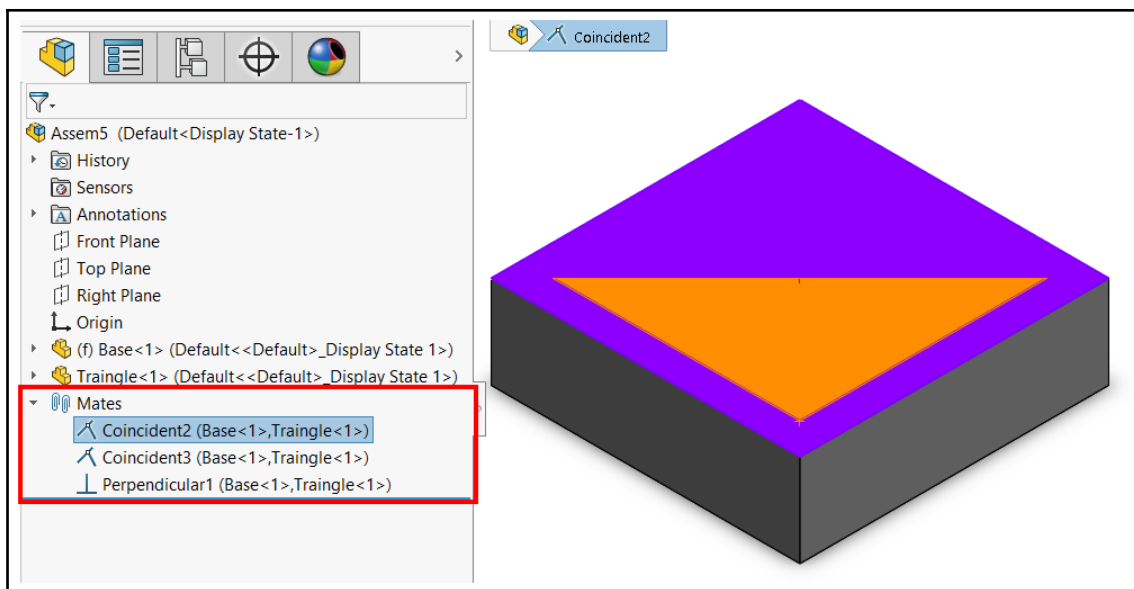 Coincident2
Assem5 (Default<Display State-1>)
History
Sensors
Annotations
Front Plane
Top Plane
Right Plane
Origin
(f) Base<1> (Default<<Default>_Display State 1>)
Traingle<1> (Default<<Default>_Display State 1>)
Mates
Coincident2 (Base<1>,Traingle<1>)
Coincident3 (Base<1>,Traingle<1>)
Perpendicular1 (Base<1>,Traingle<1>)